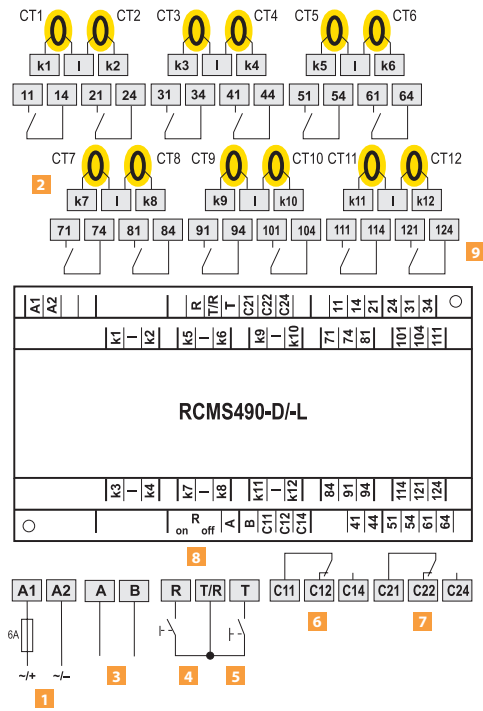 CT1 CT2 CT3 CT4 CT5 CT6
k1 I k2 k3 I k4 k5 I k6
11 14 21 24 31 34 41 44 51 54 61 64
CT7 CT8 CT9 CT10 CT11 CT12
2
k7 I k8 k9 I k10 k11 I k12
71 74 81 84 91 94 101 104 111 114 121 124
9
A1 A2 R T/R T C21 C22 C24 11 14 21 24 31 34
k1 I k2 k5 I k6 k9 I k10 71 74 81 101 104 111
RCMS490-D/-L
k3 I k4 k7 I k8 k11 I k12 84 91 94 114 121 124
on R off A B C11 C12 C14 41 44 51 54 61 64
8
A1 A2 A B R T/R T C11 C12 C14 C21 C22 C24
6 7
6A
~/+ ~/− 3 4 5
1